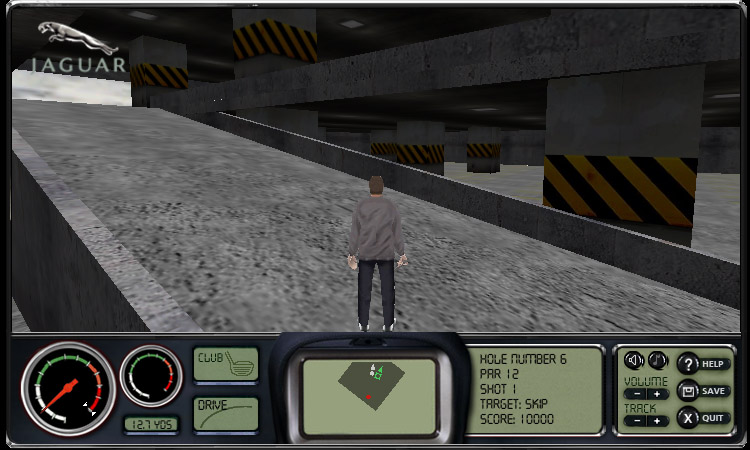 JAGUAR
CLUB
DRIVE
12.7 YDS
HOLE NUMBER 6
PAR 12
SHOT 1
TARGET: SKIP
SCORE: 10000
VOLUME
− +
TRACK
− +
? HELP
SAVE
X QUIT